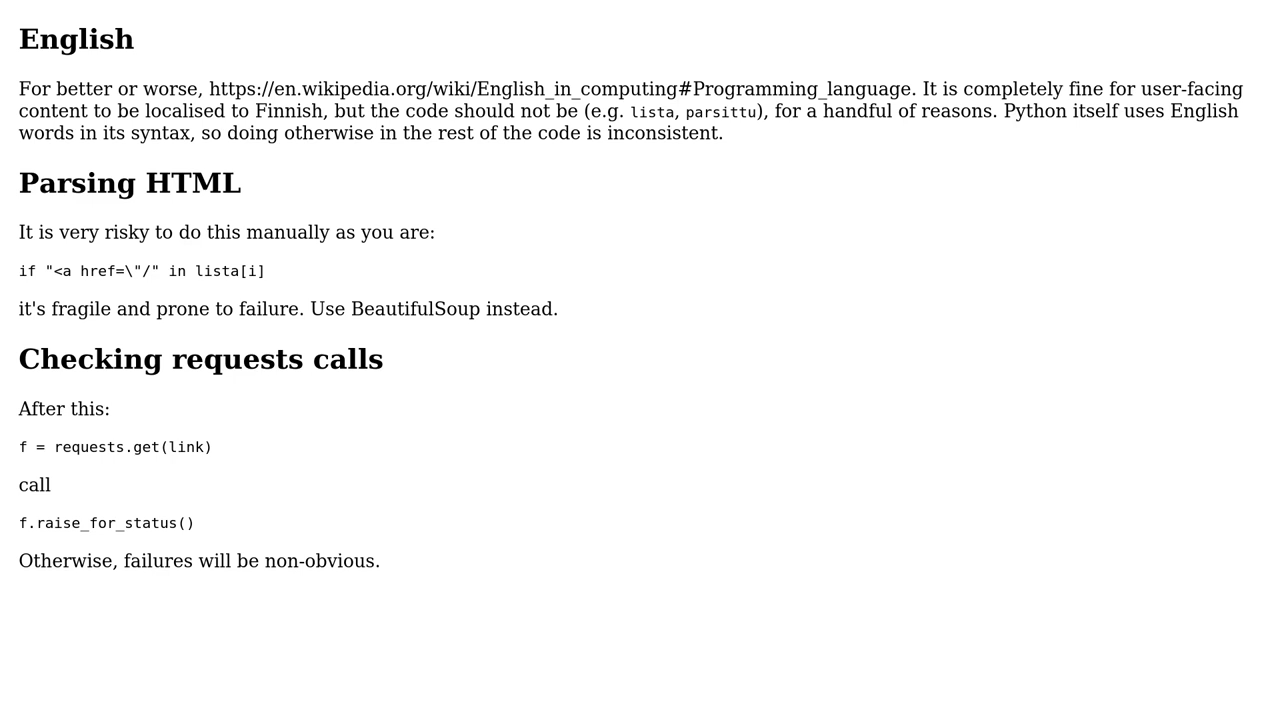 English
For better or worse, https://en.wikipedia.org/wiki/English_in_computing#Programming_language. It is completely fine for user-facing
content to be localised to Finnish, but the code should not be (e.g. lista, parsittu), for a handful of reasons. Python itself uses English
words in its syntax, so doing otherwise in the rest of the code is inconsistent.
Parsing HTML
It is very risky to do this manually as you are:
if "<a href=\"/" in lista[i]
it's fragile and prone to failure. Use BeautifulSoup instead.
Checking requests calls
After this:
f = requests.get(link)
call
f.raise_for_status()
Otherwise, failures will be non-obvious.